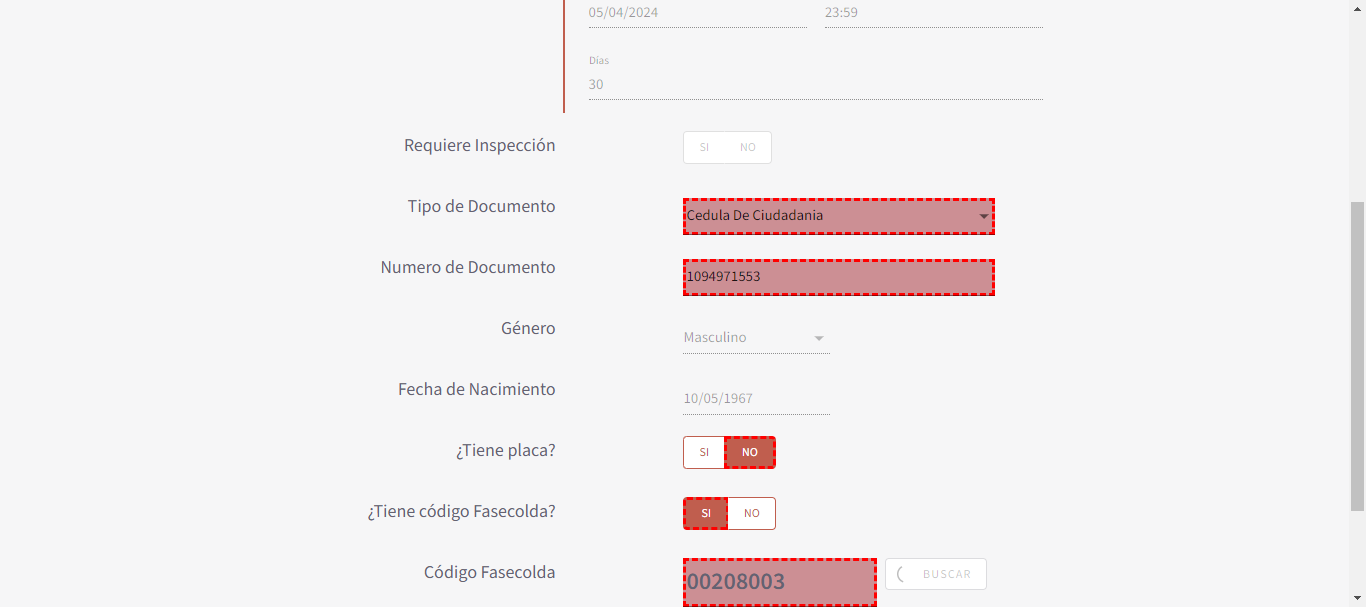 05/04/2024 23:59
Días
30
Requiere Inspección SI NO
Tipo de Documento Cedula De Ciudadania
Numero de Documento 1094971553
Género Masculino
Fecha de Nacimiento 10/05/1967
¿Tiene placa? SI NO
¿Tiene código Fasecolda? SI NO
Código Fasecolda 00208003 BUSCAR